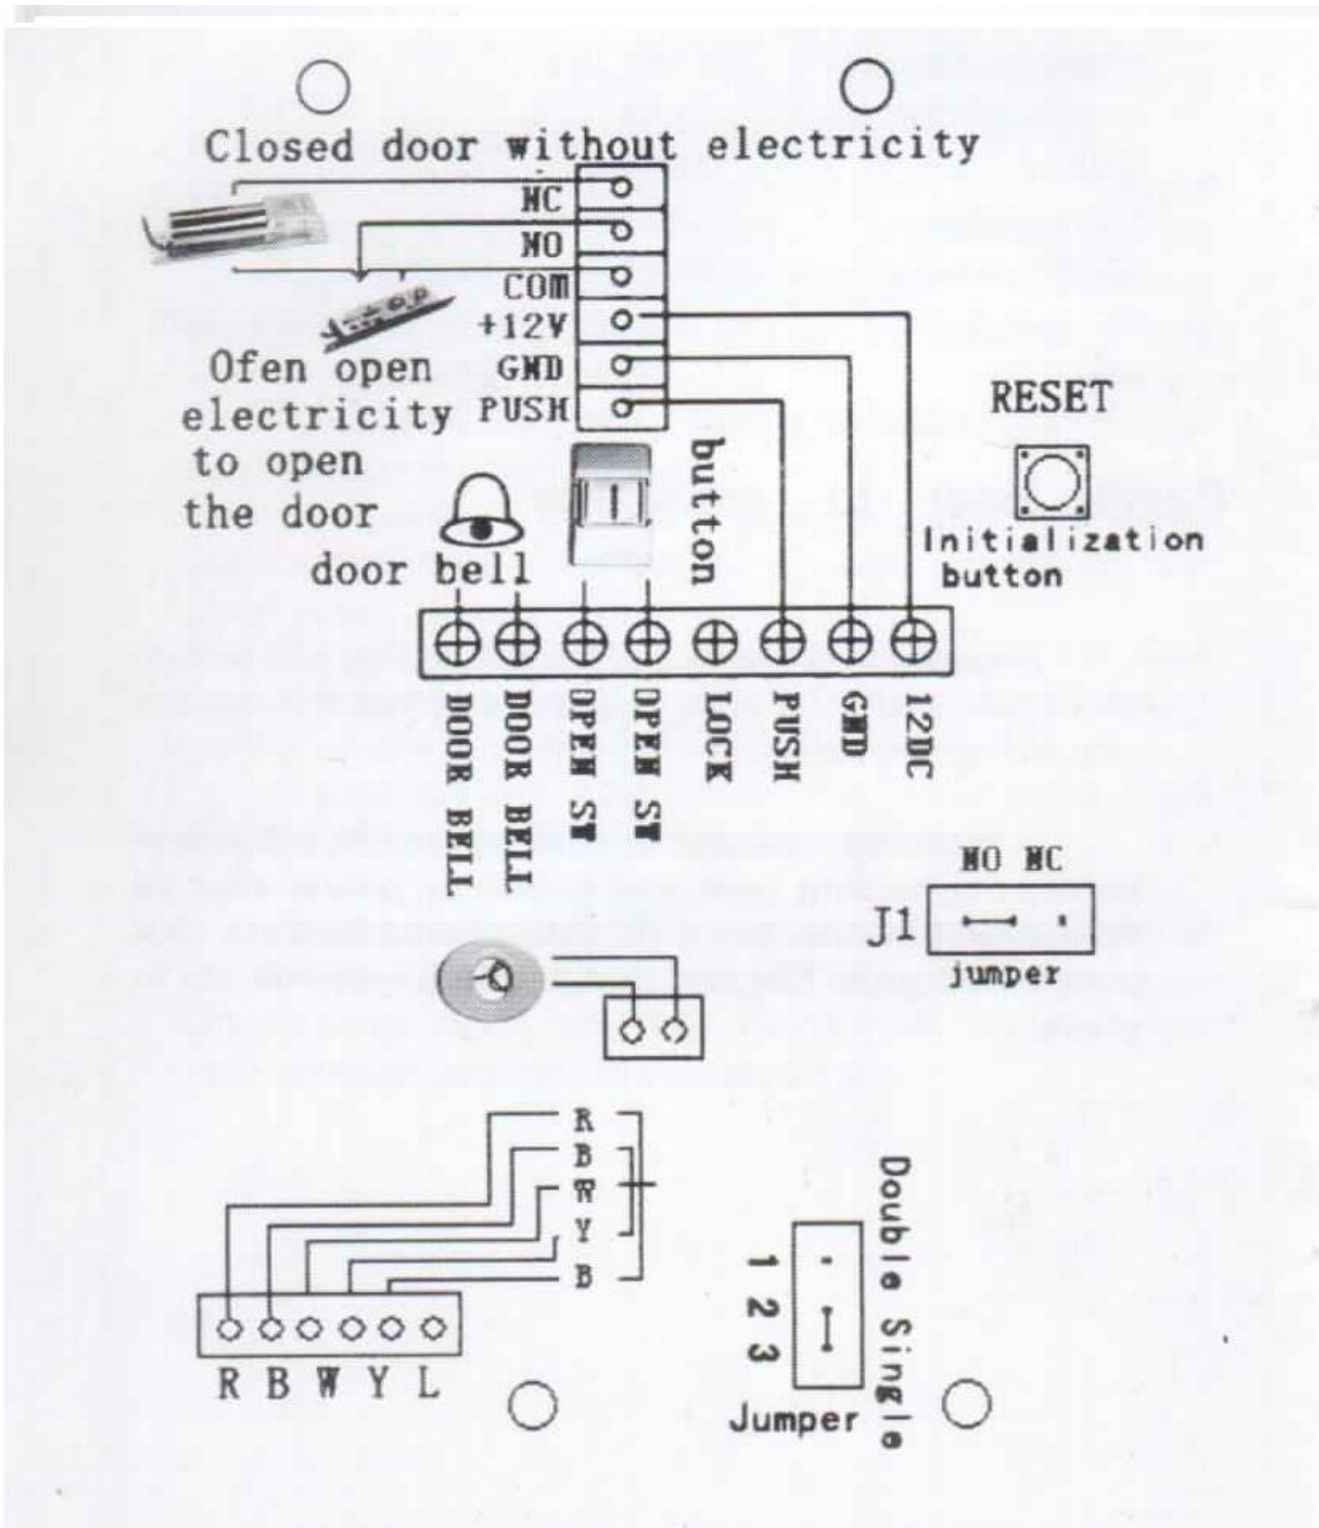 Closed door without electricity
NC
NO
COM
+12V
GND
PUSH
Ofen open
electricity
to open
the door
door bell
button
RESET
Initialization
button
DOOR BELL
DOOR BELL
OPEN ST
OPEN ST
LOCK
PUSH
GND
12DC
NO NC
J1
jumper
R
B
W
Y
B
R B W Y L
1
2
3
Double Single
Jumper